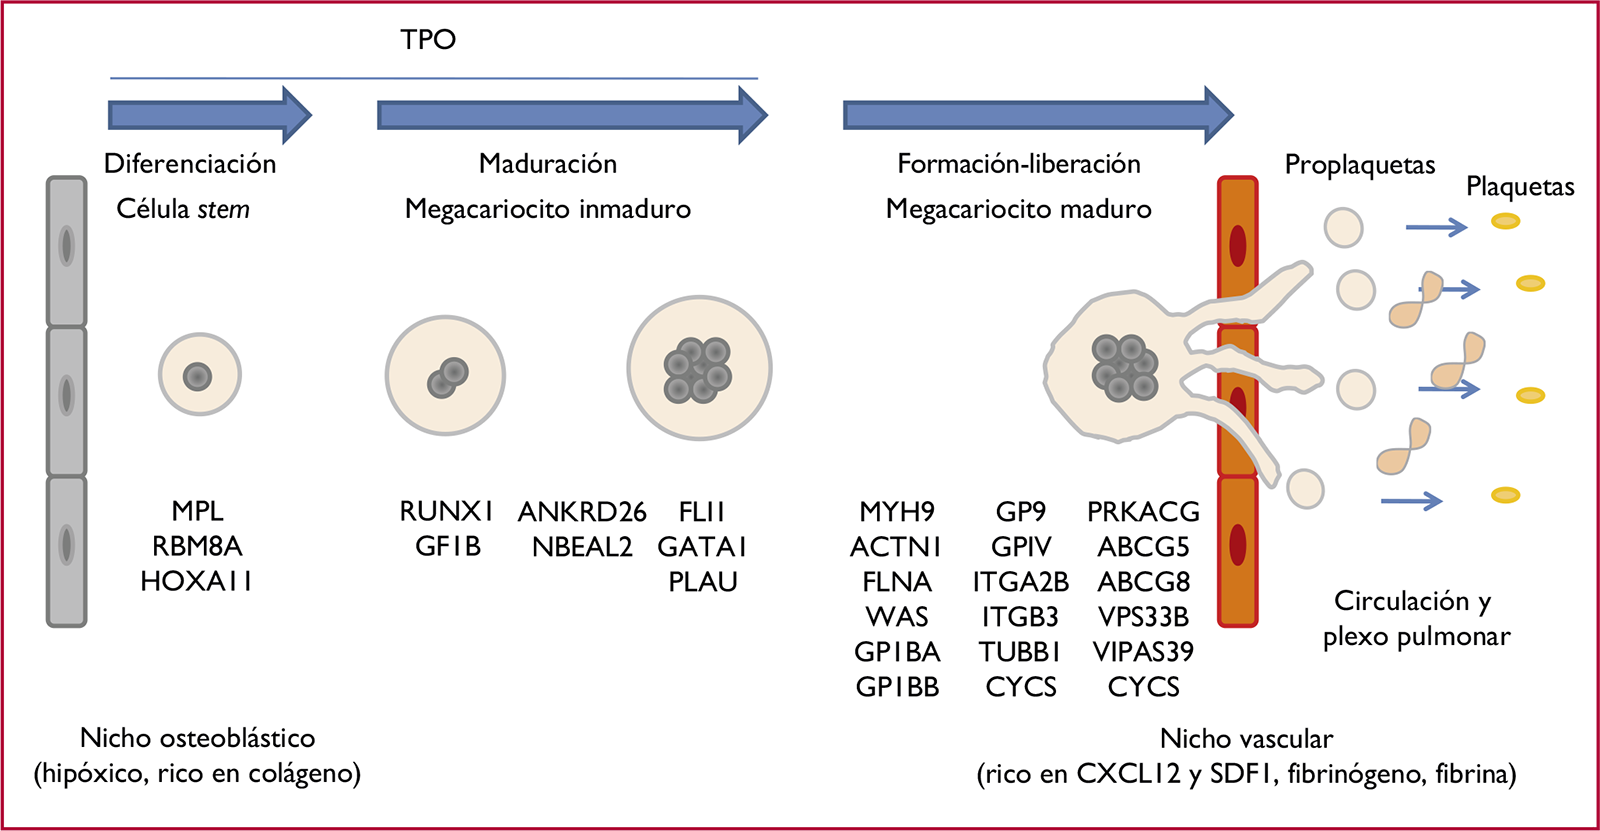 TPO
Diferenciación
Célula stem
Maduración
Megacariocito inmaduro
Formación-liberación
Megacariocito maduro
Proplaquetas
Plaquetas
MPL
RBM8A
HOXA11
RUNX1
GF1B
ANKRD26
NBEAL2
FLI1
GATA1
PLAU
MYH9
ACTN1
FLNA
WAS
GP1BA
GP1BB
GP9
GPIV
ITGA2B
ITGB3
TUBB1
CYCS
PRKACG
ABCG5
ABCG8
VPS33B
VIPAS39
CYCS
Circulación y
plexo pulmonar
Nicho osteoblástico
(hipóxico, rico en colágeno)
Nicho vascular
(rico en CXCL12 y SDF1, fibrinógeno, fibrina)